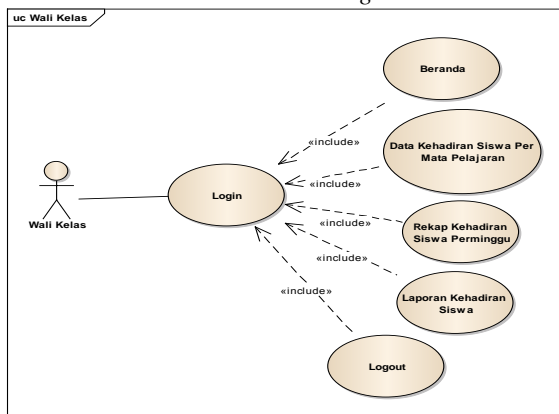 uc Wali Kelas
Beranda
«include»
Data Kehadiran Siswa Per
Mata Pelajaran
«include»
Login
Wali Kelas
«include»
Rekap Kehadiran
Siswa Perminggu
«include»
Laporan Kehadiran
Siswa
«include»
Logout